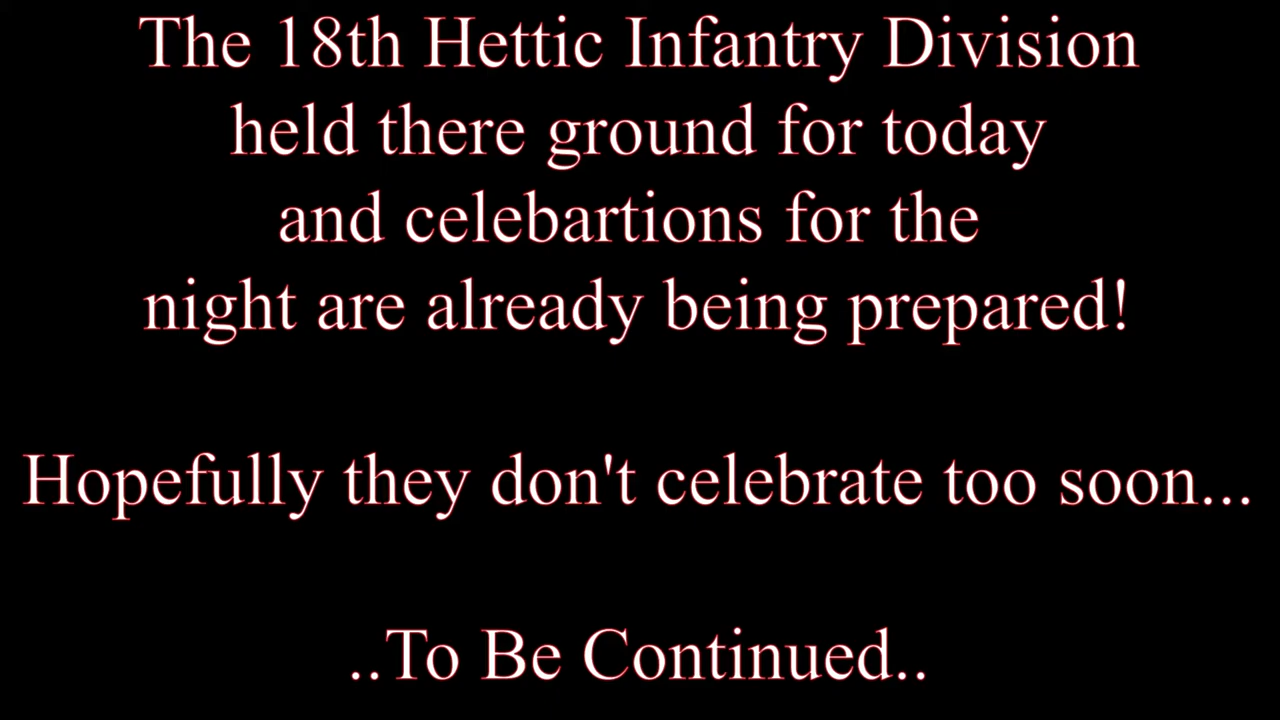 The 18th Hettic Infantry Division
held there ground for today
and celebartions for the
night are already being prepared!
Hopefully they don't celebrate too soon...
..To Be Continued..